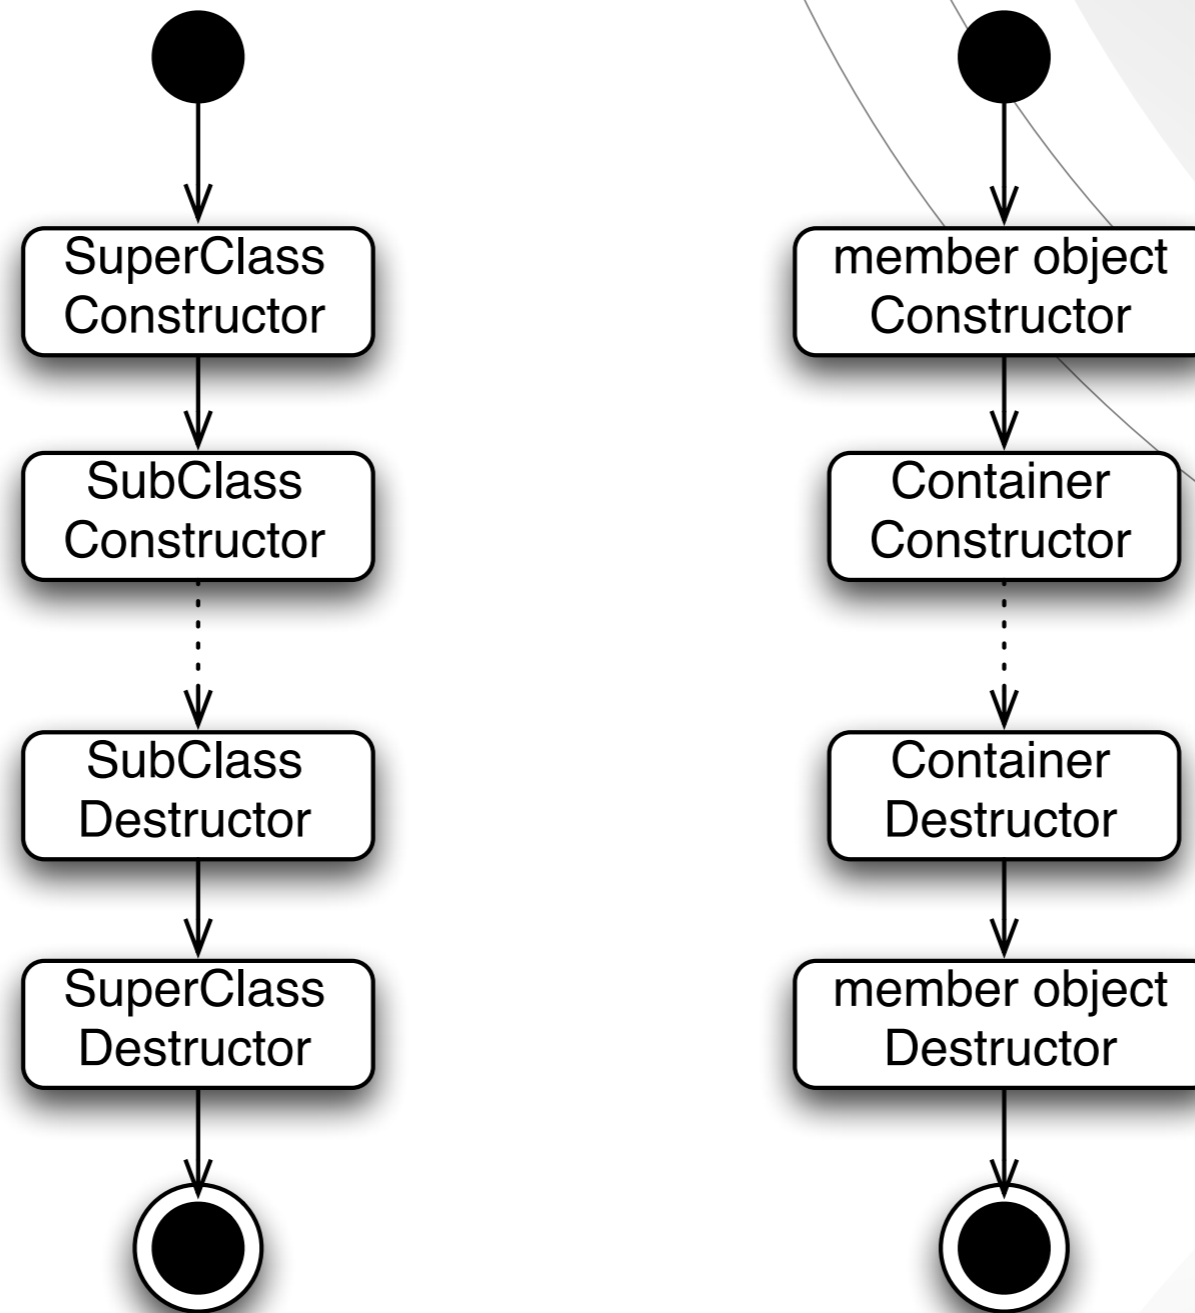 SuperClass
Constructor
SubClass
Constructor
SubClass
Destructor
SuperClass
Destructor
member object
Constructor
Container
Constructor
Container
Destructor
member object
Destructor